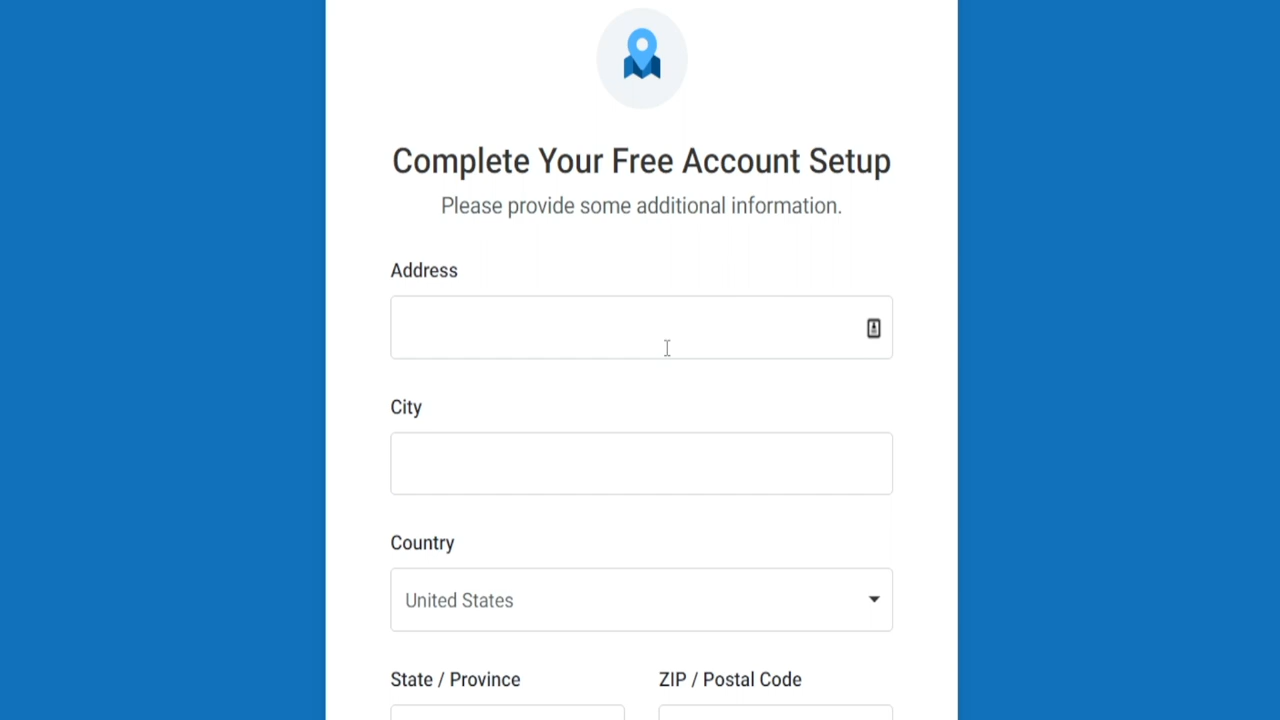 Complete Your Free Account Setup
Please provide some additional information.
Address
City
Country
United States
State / Province
ZIP / Postal Code